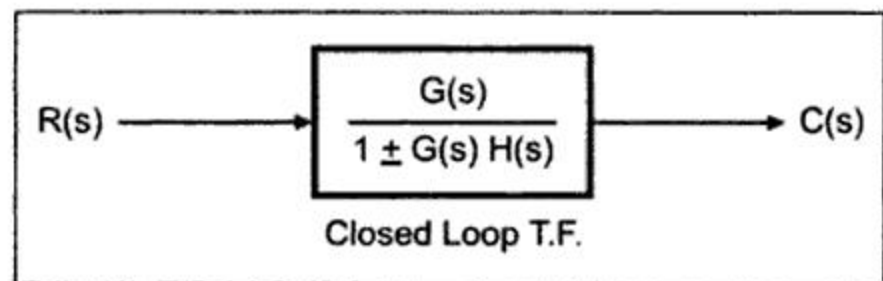 R(s)
G(s)
1 ± G(s) H(s)
C(s)
Closed Loop T.F.